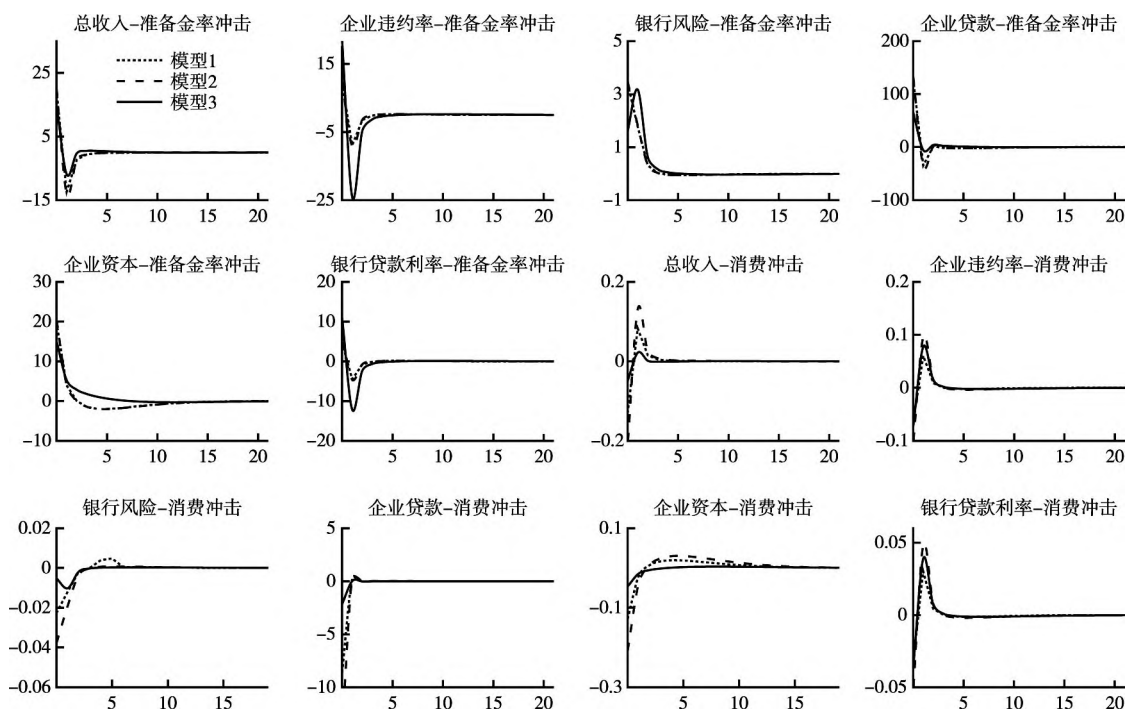 总收入-准备金率冲击
企业违约率-准备金率冲击
银行风险-准备金率冲击
企业贷款-准备金率冲击
25
5
-15
5 10 15 20
模型1
模型2
模型3
15
-5
-25
5 10 15 20
5
3
1
-1
5 10 15 20
200
100
0
-100
5 10 15 20
企业资本-准备金率冲击
银行贷款利率-准备金率冲击
总收入-消费冲击
企业违约率-消费冲击
30
20
10
0
-10
5 10 15 20
20
10
0
-10
-20
5 10 15 20
0.2
0
-0.2
5 10 15 20
0.2
0.1
0
-0.1
5 10 15 20
银行风险-消费冲击
企业贷款-消费冲击
企业资本-消费冲击
银行贷款利率-消费冲击
0.02
0
-0.02
-0.04
-0.06
5 10 15
5
0
-5
-10
5 10 15 20
0.1
-0.1
-0.3
5 10 15 20
0.05
0
-0.05
5 10 15 20